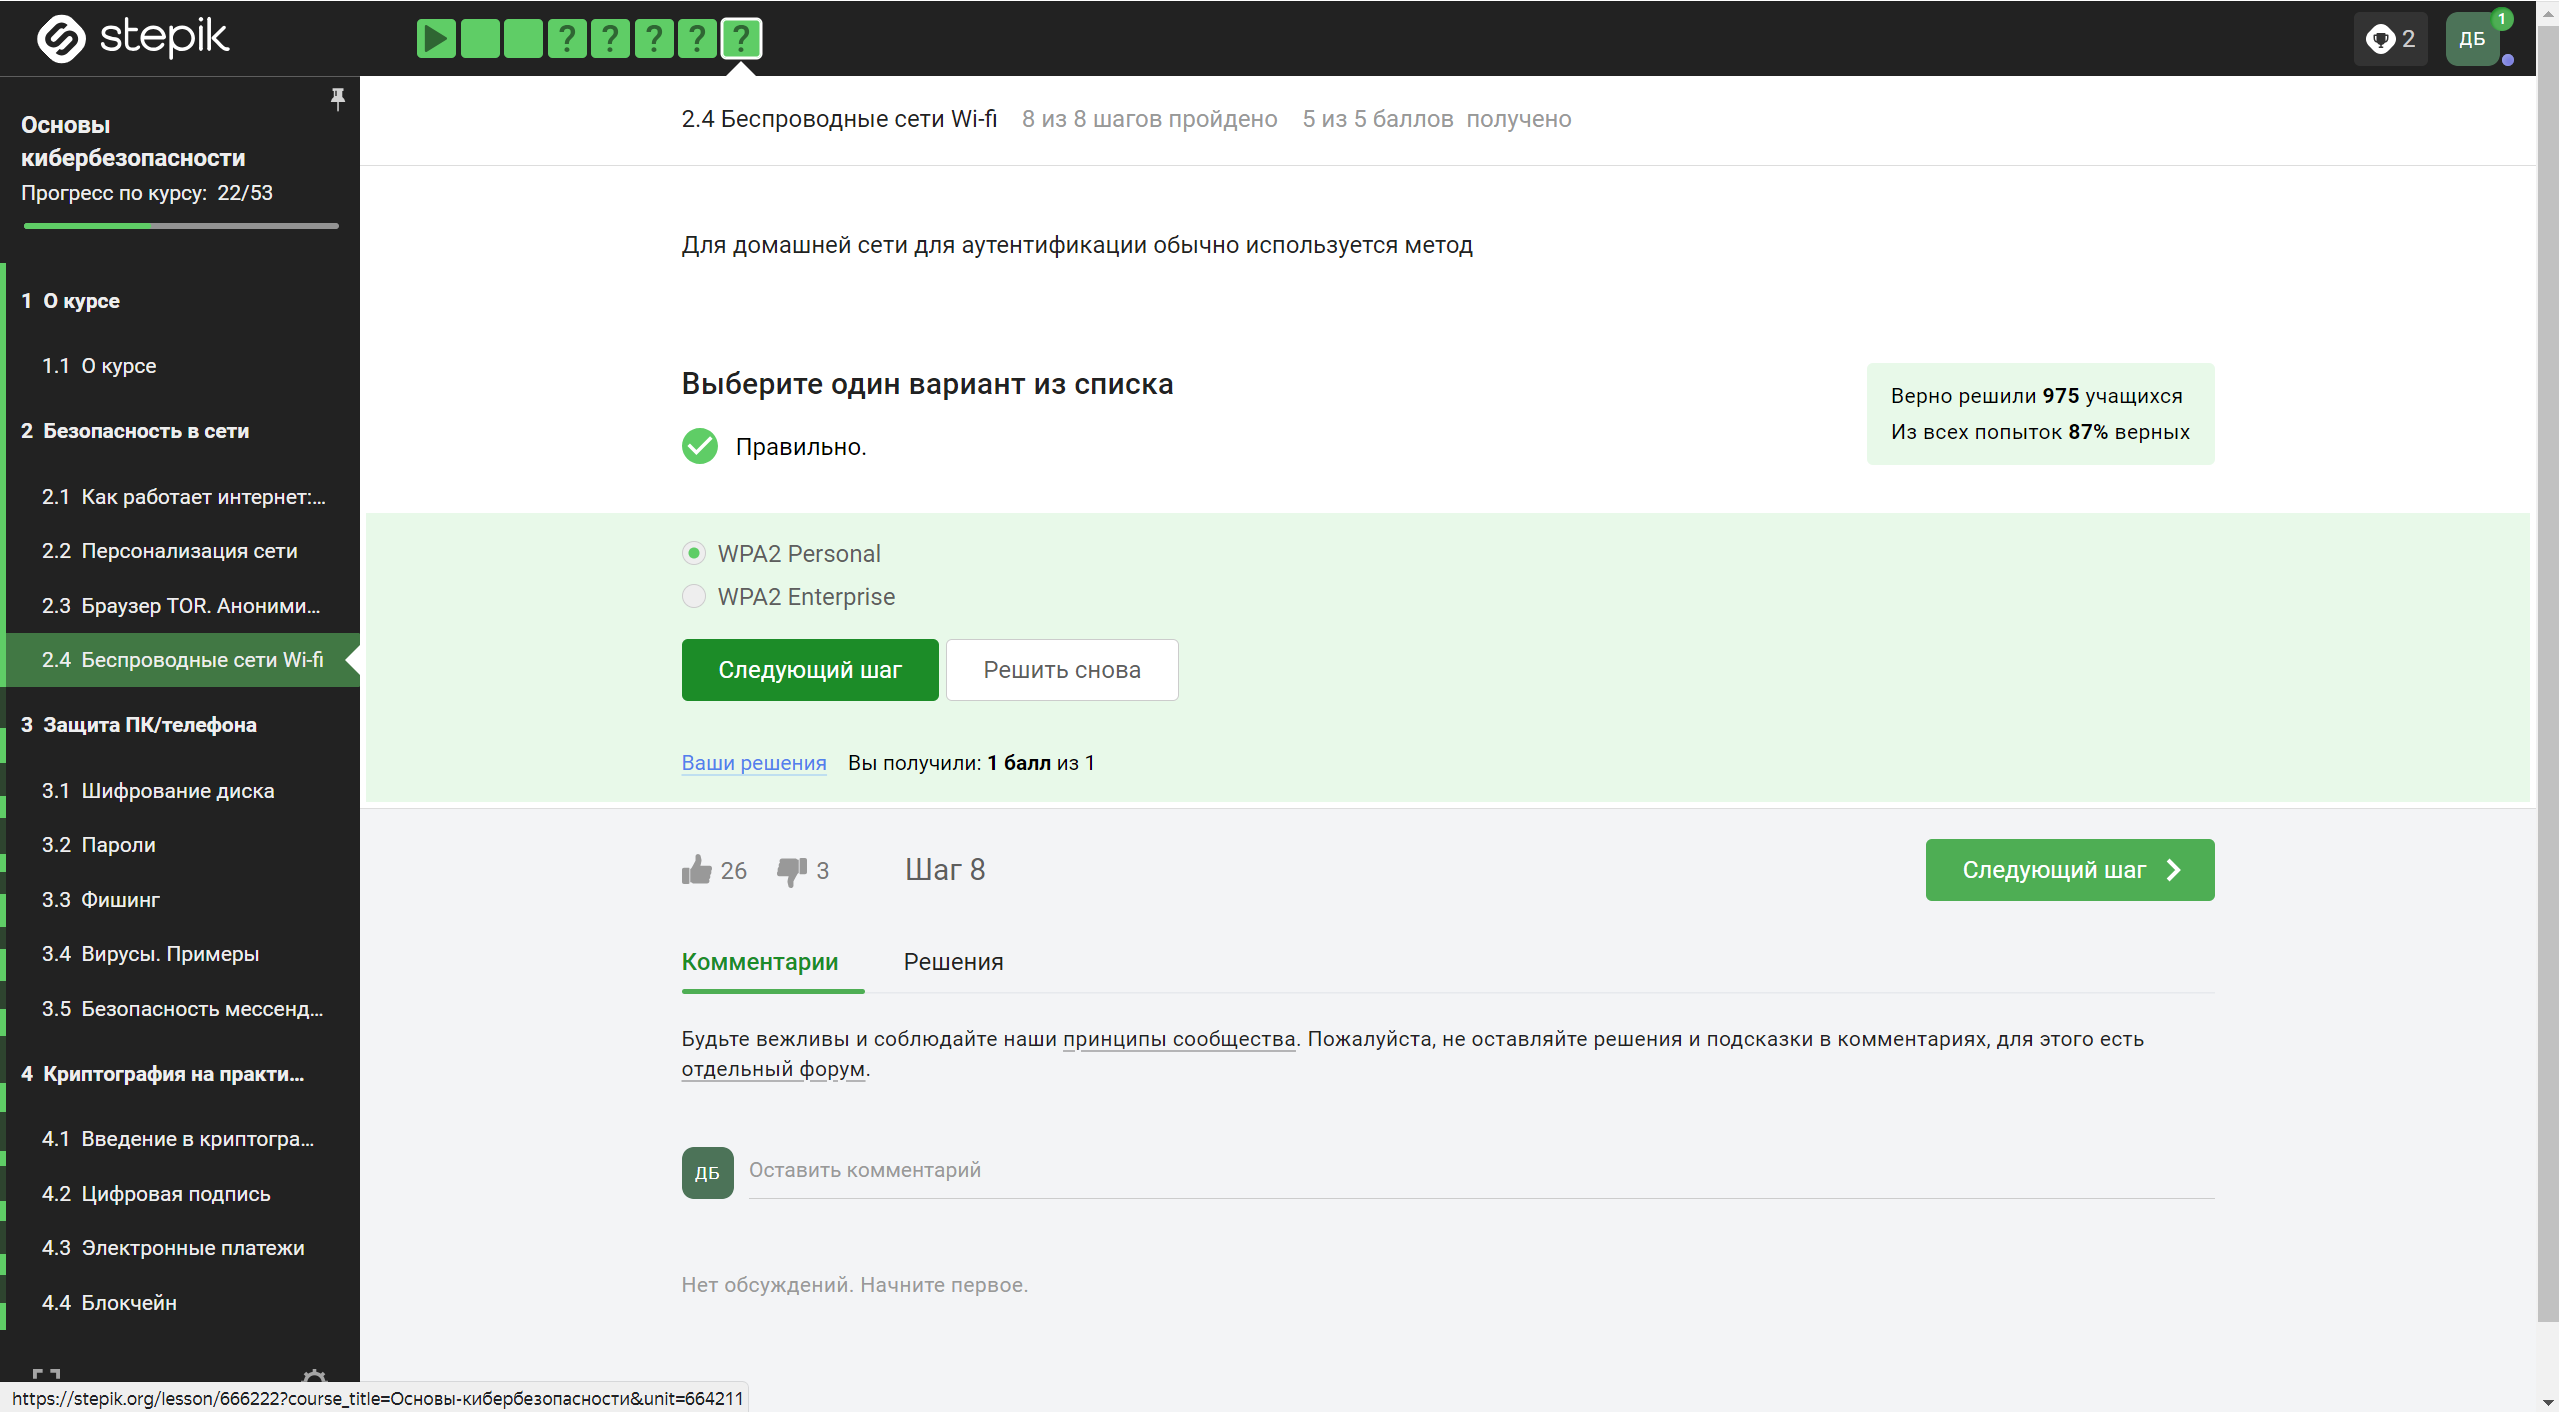 stepik
?
?
?
?
?
2
ДБ
1
Основы
кибербезопасности
Прогресс по курсу: 22/53
1 О курсе
1.1 О курсе
2 Безопасность в сети
2.1 Как работает интернет:...
2.2 Персонализация сети
2.3 Браузер TOR. Аноними...
2.4 Беспроводные сети Wi-fi
3 Защита ПК/телефона
3.1 Шифрование диска
3.2 Пароли
3.3 Фишинг
3.4 Вирусы. Примеры
3.5 Безопасность мессенд...
4 Криптография на практи...
4.1 Введение в криптогра...
4.2 Цифровая подпись
4.3 Электронные платежи
4.4 Блокчейн
2.4 Беспроводные сети Wi-fi 8 из 8 шагов пройдено 5 из 5 баллов получено
Для домашней сети для аутентификации обычно используется метод
Выберите один вариант из списка
Правильно.
Верно решили 975 учащихся
Из всех попыток 87% верных
WPA2 Personal
WPA2 Enterprise
Следующий шаг
Решить снова
Ваши решения Вы получили: 1 балл из 1
26
3
Шаг 8
Следующий шаг
Комментарии
Решения
Будьте вежливы и соблюдайте наши принципы сообщества. Пожалуйста, не оставляйте решения и подсказки в комментариях, для этого есть
отдельный форум.
ДБ
Оставить комментарий
Нет обсуждений. Начните первое.
https://stepik.org/lesson/666222?course_title=Основы-кибербезопасности&unit=664211